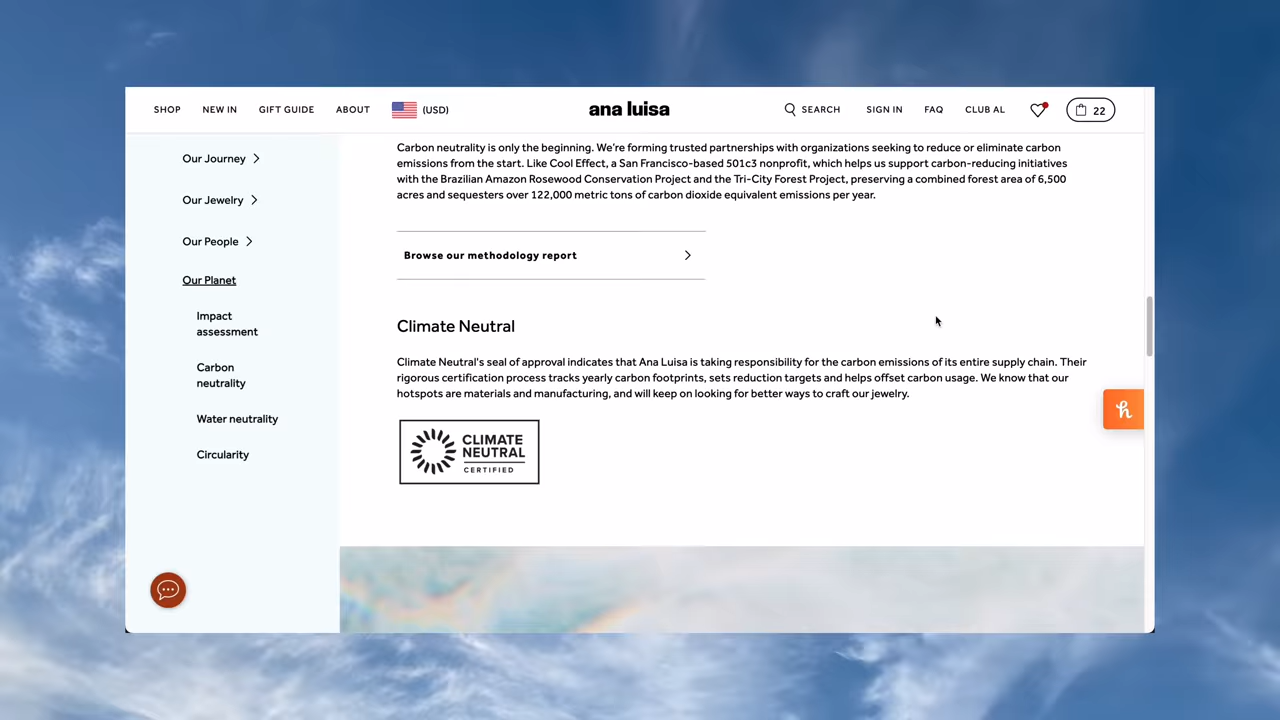 SHOP NEW IN GIFT GUIDE ABOUT (USD) ana luisa SEARCH SIGN IN FAQ CLUB AL 22
Our Journey
Our Jewelry
Our People
Our Planet
Impact
assessment
Carbon
neutrality
Water neutrality
Circularity
Carbon neutrality is only the beginning. We're forming trusted partnerships with organizations seeking to reduce or eliminate carbon
emissions from the start. Like Cool Effect, a San Francisco-based 501c3 nonprofit, which helps us support carbon-reducing initiatives
with the Brazilian Amazon Rosewood Conservation Project and the Tri-City Forest Project, preserving a combined forest area of 6,500
acres and sequesters over 122,000 metric tons of carbon dioxide equivalent emissions per year.
Browse our methodology report
Climate Neutral
Climate Neutral's seal of approval indicates that Ana Luisa is taking responsibility for the carbon emissions of its entire supply chain. Their
rigorous certification process tracks yearly carbon footprints, sets reduction targets and helps offset carbon usage. We know that our
hotspots are materials and manufacturing, and will keep on looking for better ways to craft our jewelry.
CLIMATE
NEUTRAL
CERTIFIED
h